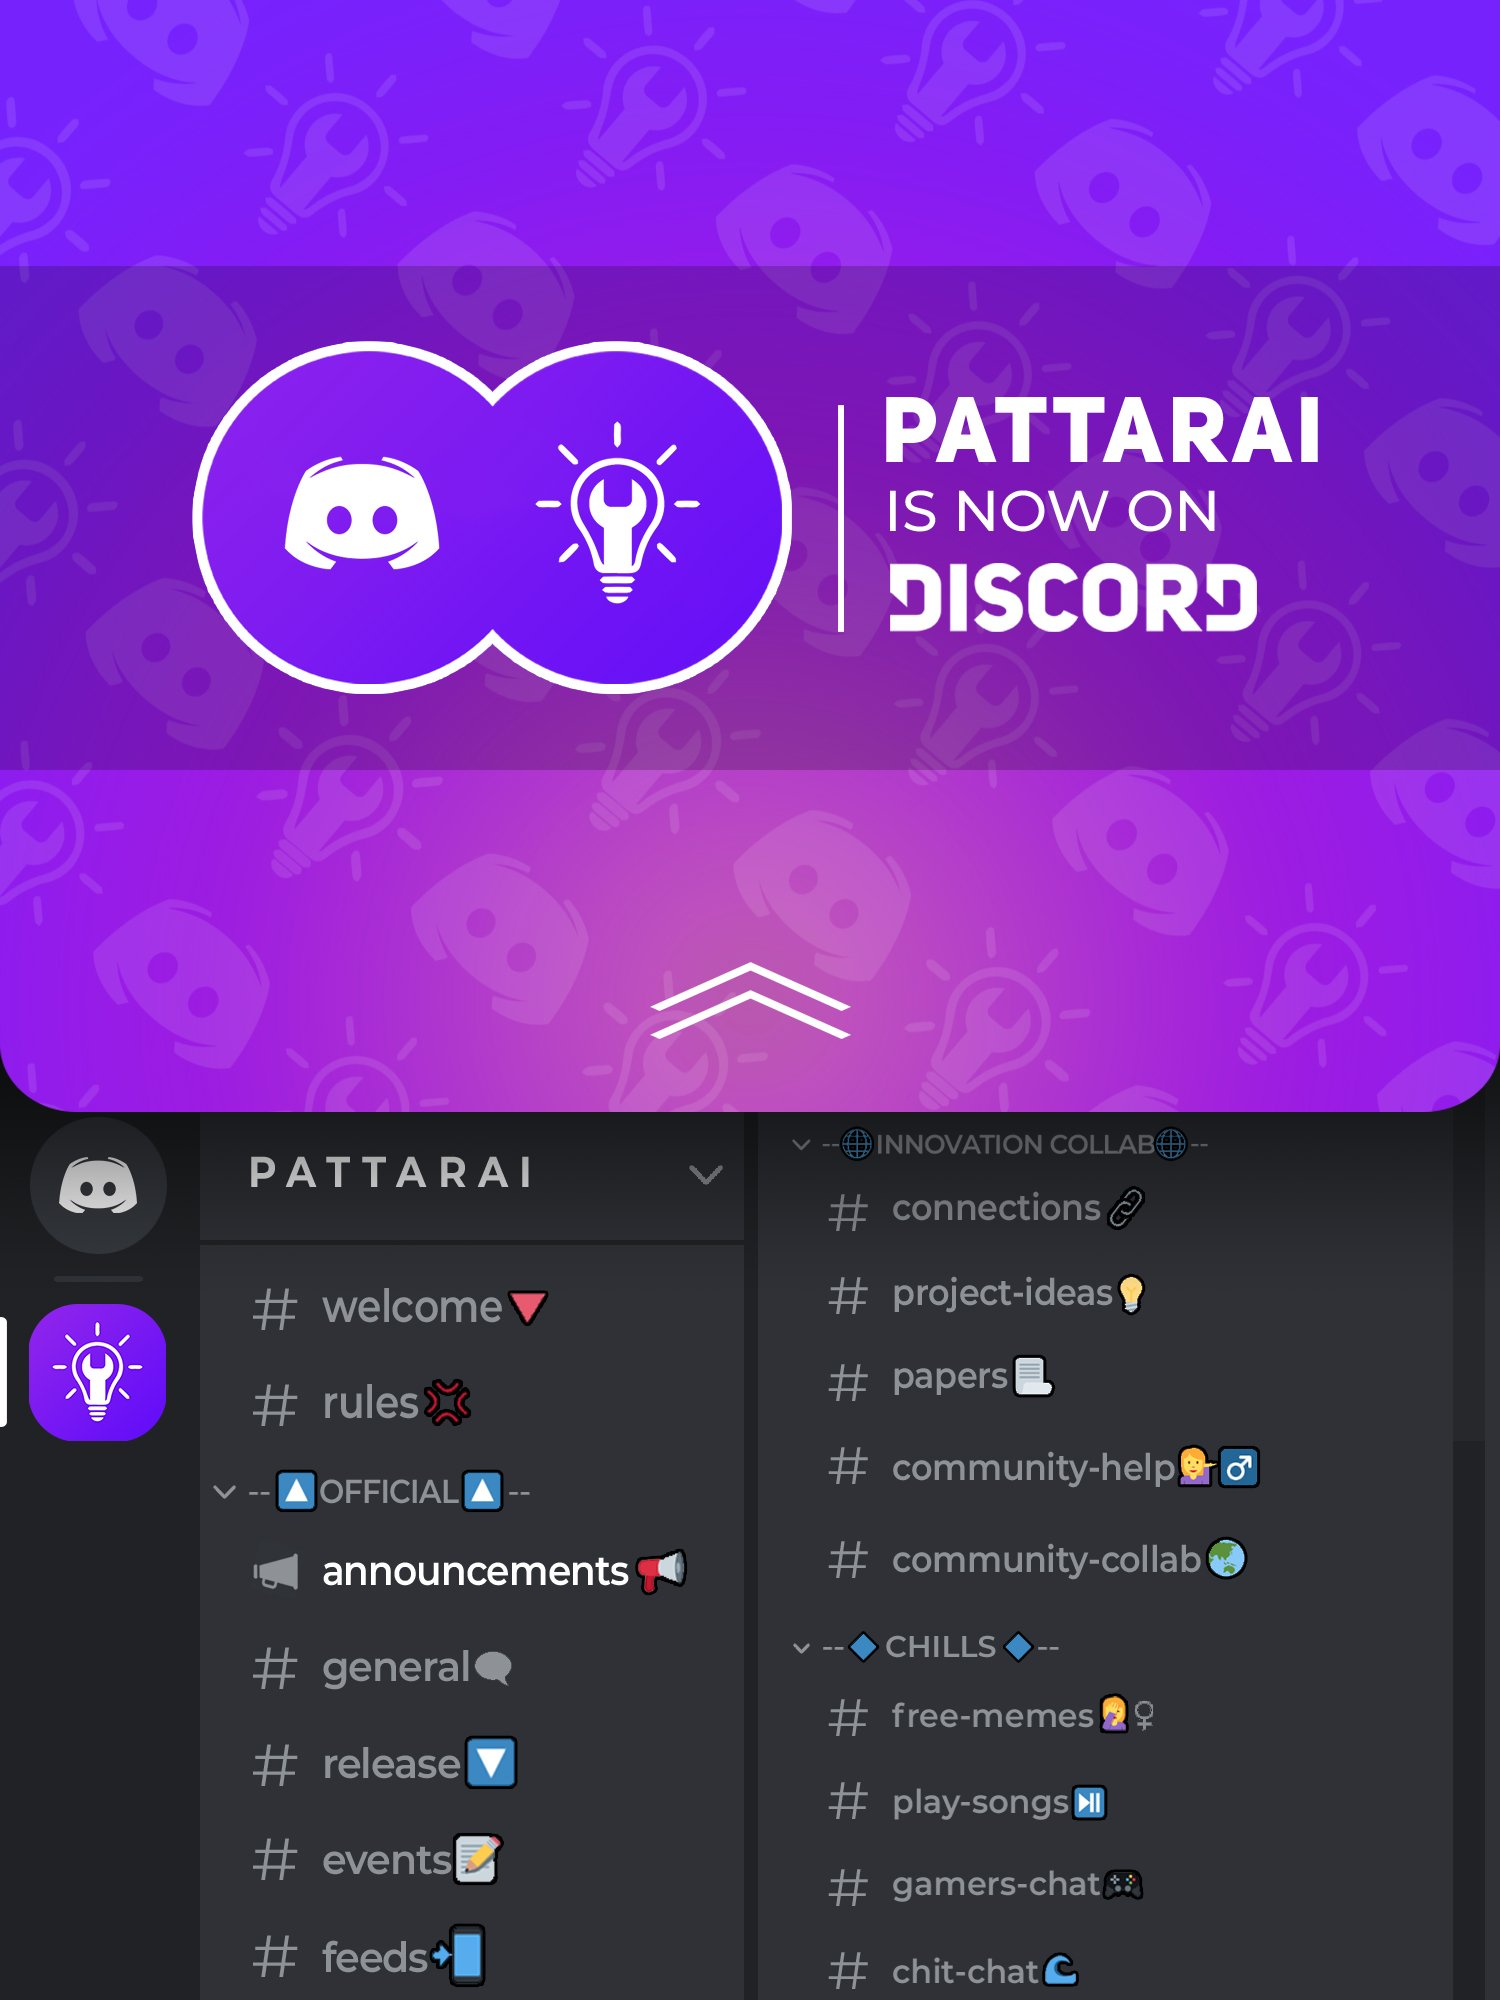 PATTARAI
IS NOW ON
DISCORD
PATTARAI
# welcome🔻
# rules💢
--🔼OFFICIAL🔼--
announcements📢
# general🗨
# release🔽
# events📝
# feeds📲
--🌐INNOVATION COLLAB🌐--
# connections🔗
# project-ideas💡
# papers📃
# community-help💁♂
# community-collab🌏
--🔷 CHILLS 🔷--
# free-memes🤦♀
# play-songs⏯
# gamers-chat🎮
# chit-chat🌊